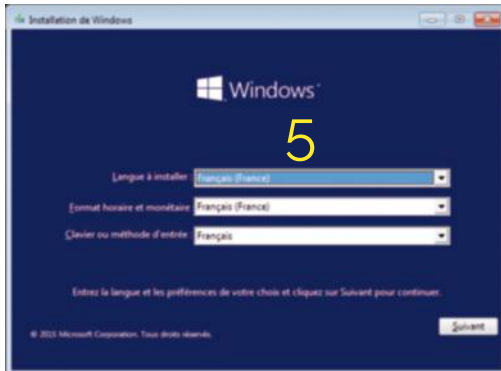 Installation de Windows
Windows
5
Langue à installer : Français (France)
Format horaire et monétaire : Français (France)
Clavier ou méthode d'entrée : Français
Entrez la langue et les préférences de votre choix et cliquez sur Suivant pour continuer.
© 2015 Microsoft Corporation. Tous droits réservés.
Suivant